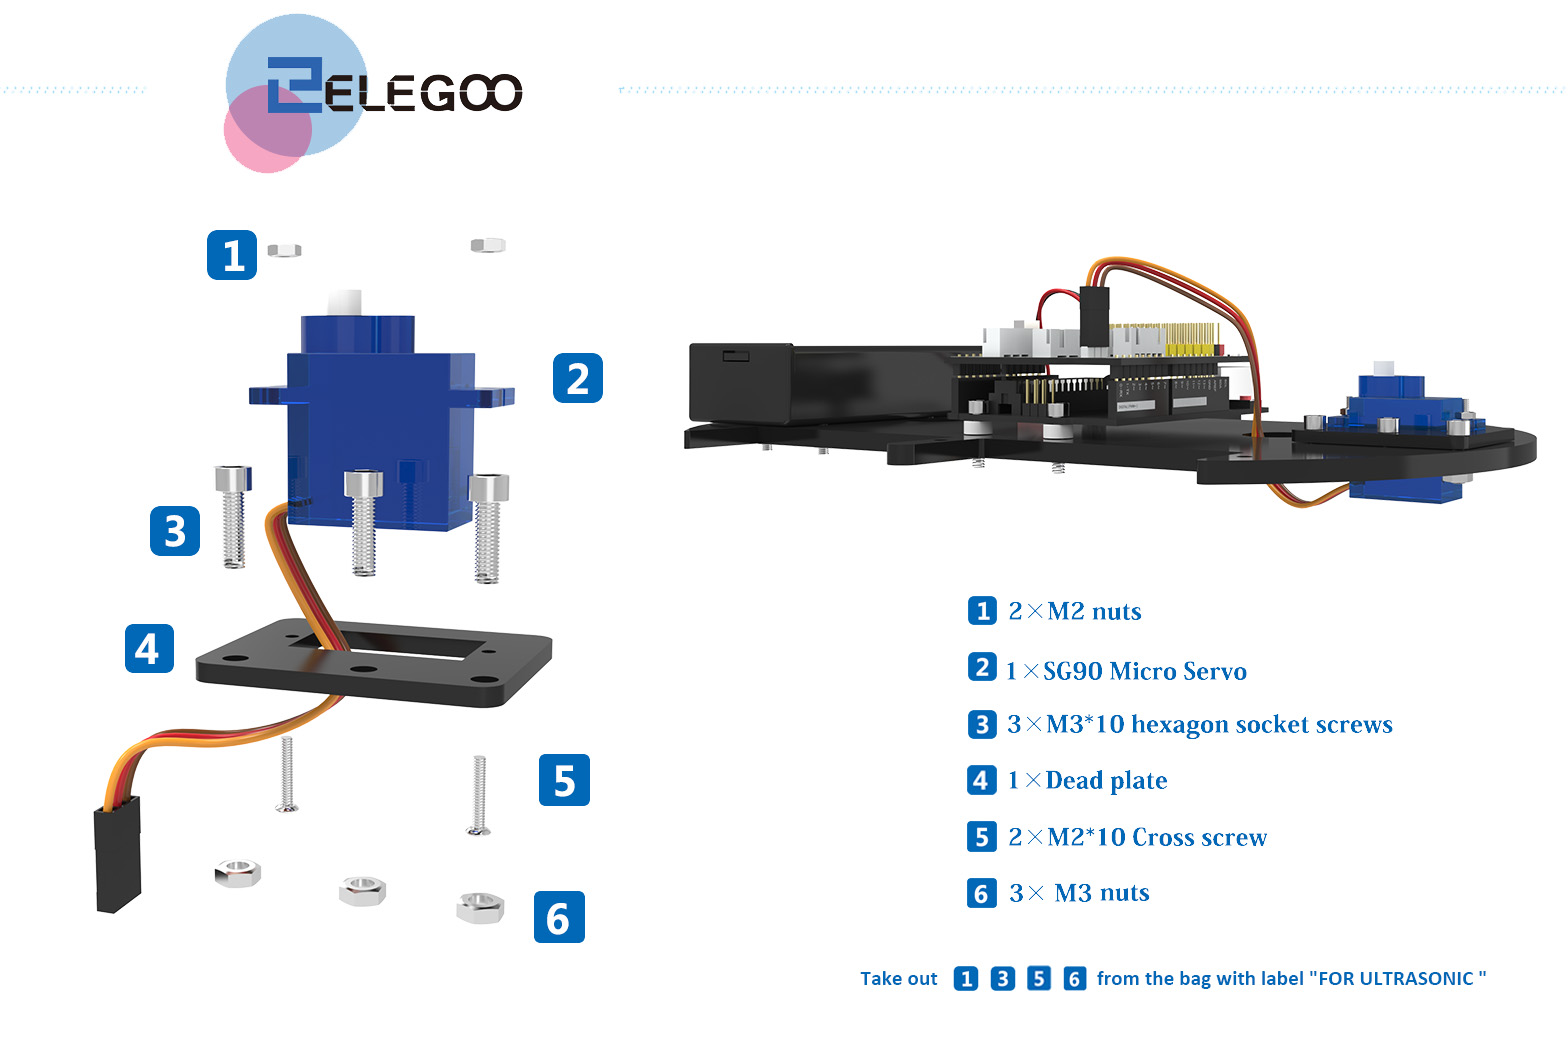 ELEGOO
1
2
3
4
5
6
1 2×M2 nuts
2 1×SG90 Micro Servo
3 3×M3*10 hexagon socket screws
4 1×Dead plate
5 2×M2*10 Cross screw
6 3× M3 nuts
Take out 1 3 5 6 from the bag with label "FOR ULTRASONIC "